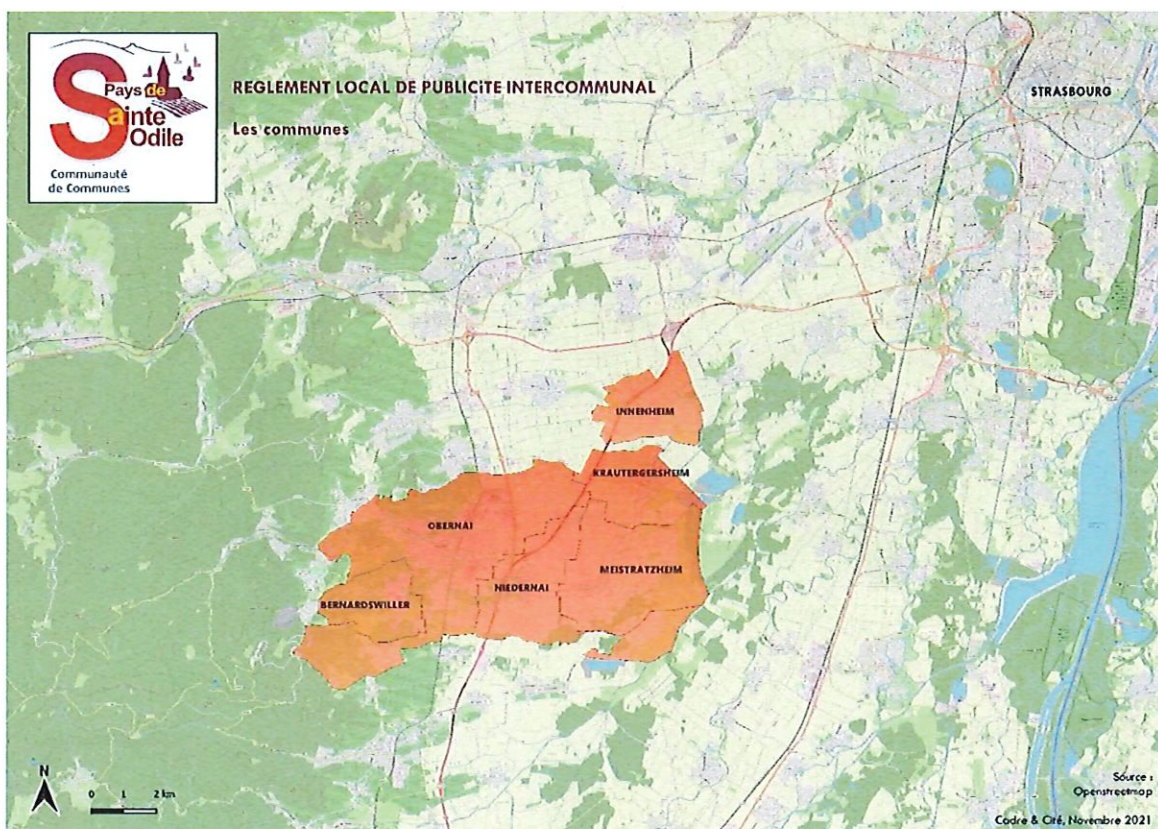 Pays de
Sainte
Odile
Communauté
de Communes
REGLEMENT LOCAL DE PUBLICiTE INTERCOMMUNAL
Les communes
STRASBOURG
INNENHEIM
KRAUTERGERSHEIM
OBERNAI
MEISTRATZHEIM
NIEDERNAI
BERNARDSWILLER
N
0 1 2 km
Source :
Openstreetmap
Cadre & Cité, Novembre 2021